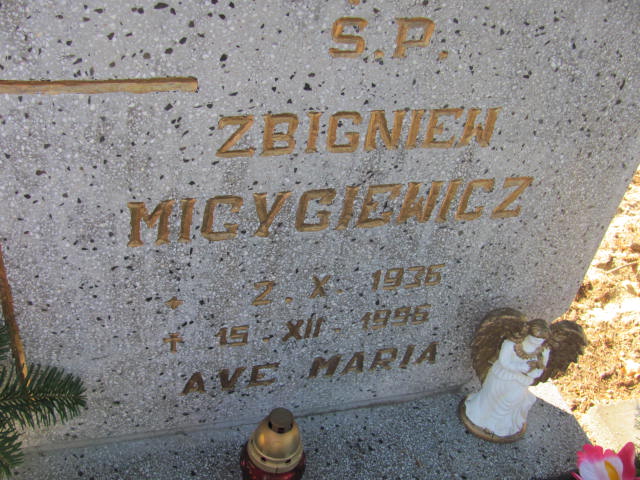 S.P.
ZBIGNIEW
MICYGIEWICZ
* 2. X. 1936
† 15. XII. 1996
AVE MARIA